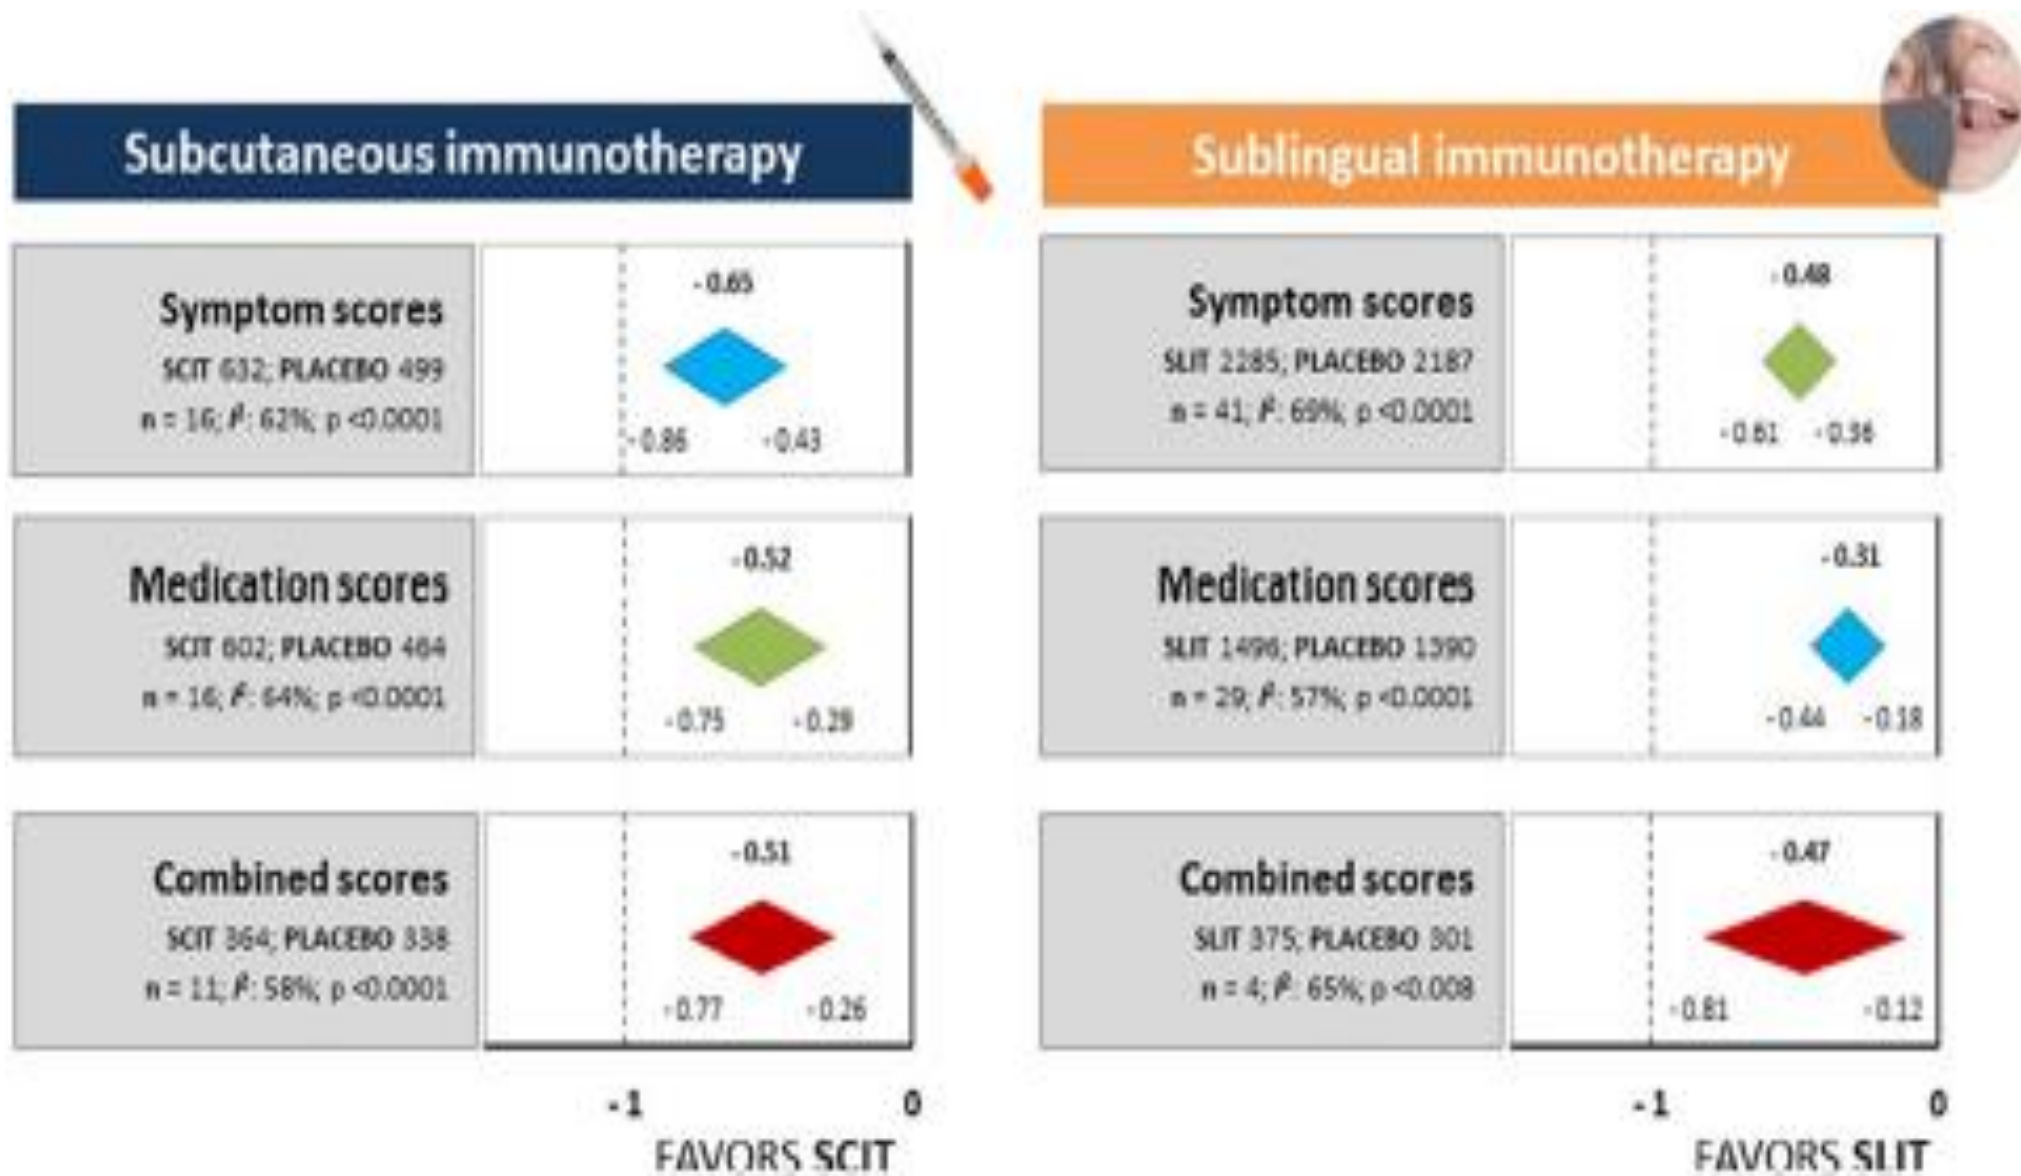 Subcutaneous immunotherapy
Symptom scores
SCIT 632; PLACEBO 499
n = 16; I²: 62%; p <0.0001
- 0.65
- 0.86 - 0.43
Medication scores
SCIT 602; PLACEBO 464
n = 16; I²: 64%; p <0.0001
- 0.52
- 0.75 - 0.29
Combined scores
SCIT 364; PLACEBO 338
n = 11; I²: 58%; p <0.0001
- 0.51
- 0.77 - 0.26
- 1 0
FAVORS SCIT
Sublingual immunotherapy
Symptom scores
SLIT 2285; PLACEBO 2187
n = 41; I²: 69%; p <0.0001
- 0.48
- 0.61 - 0.36
Medication scores
SLIT 1496; PLACEBO 1390
n = 29; I²: 57%; p <0.0001
- 0.31
- 0.44 - 0.18
Combined scores
SLIT 375; PLACEBO 301
n = 4; I²: 65%; p <0.008
- 0.47
- 0.81 - 0.12
- 1 0
FAVORS SLIT